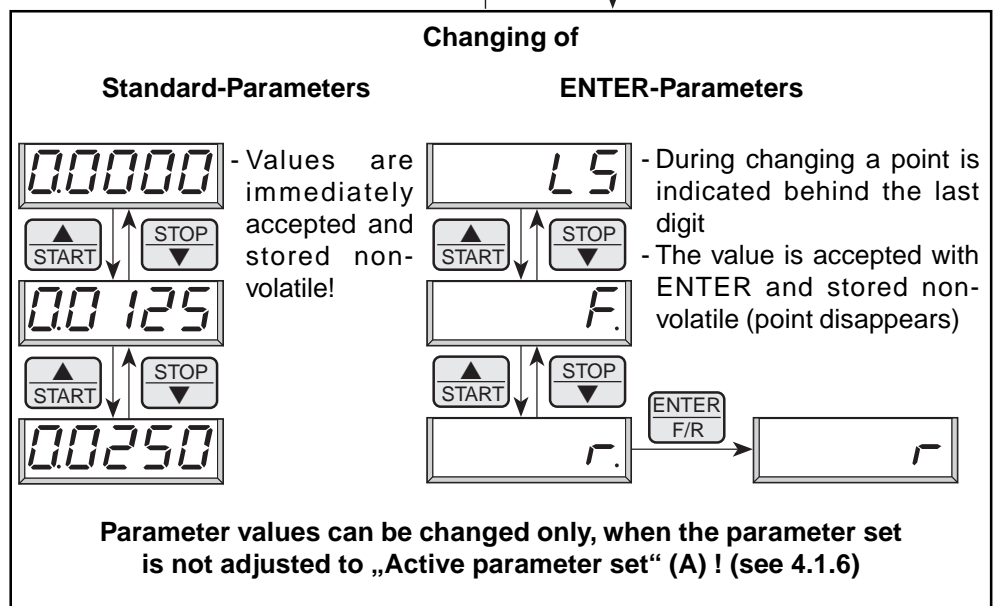 Changing of
Standard-Parameters
ENTER-Parameters
0.0000
- Values are
immediately
accepted and
stored non-
volatile!
START
STOP
0.0125
START
STOP
0.0250
LS
- During changing a point is
indicated behind the last
digit
- The value is accepted with
ENTER and stored non-
volatile (point disappears)
START
STOP
F.
START
STOP
r.
ENTER
F/R
r
Parameter values can be changed only, when the parameter set
is not adjusted to „Active parameter set“ (A) ! (see 4.1.6)